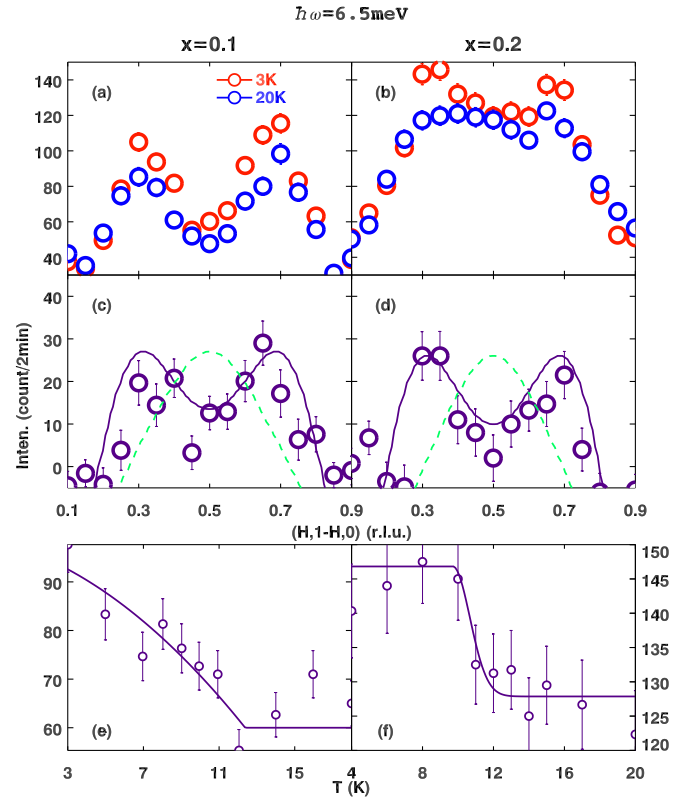 ħω=6.5meV
x=0.1 x=0.2
(a) 3K 20K (b)
140
120
100
80
60
40
(c) (d)
40
30
20
10
0
Inten. (count/2min)
0.1 0.3 0.5 0.7 0.9 0.3 0.5 0.7 0.9
(H,1-H,0) (r.l.u.)
90
80
70
60
150
145
140
135
130
125
120
(e) (f)
3 7 11 15 4 8 12 16 20
T (K)